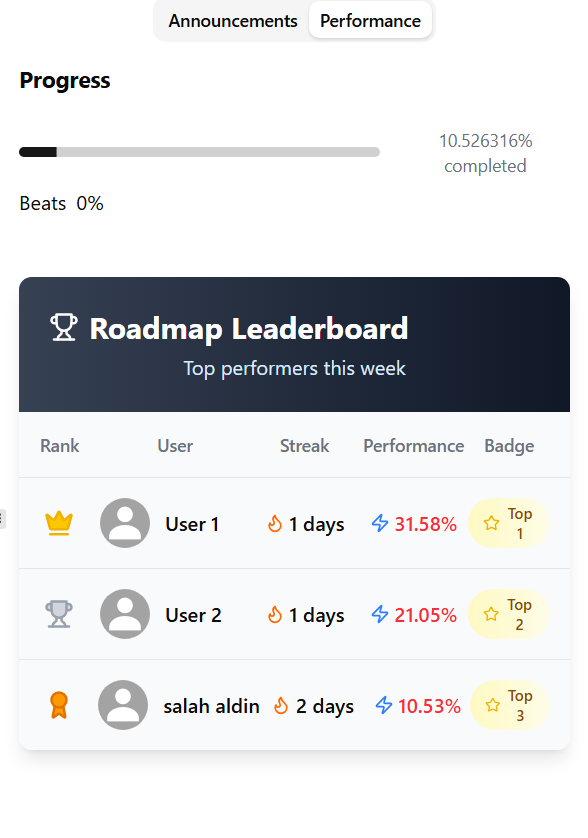 Announcements Performance
Progress
10.526316%
completed
Beats 0%
Roadmap Leaderboard
Top performers this week
Rank User Streak Performance Badge
User 1 1 days 31.58% Top
1
User 2 1 days 21.05% Top
2
salah aldin 2 days 10.53% Top
3